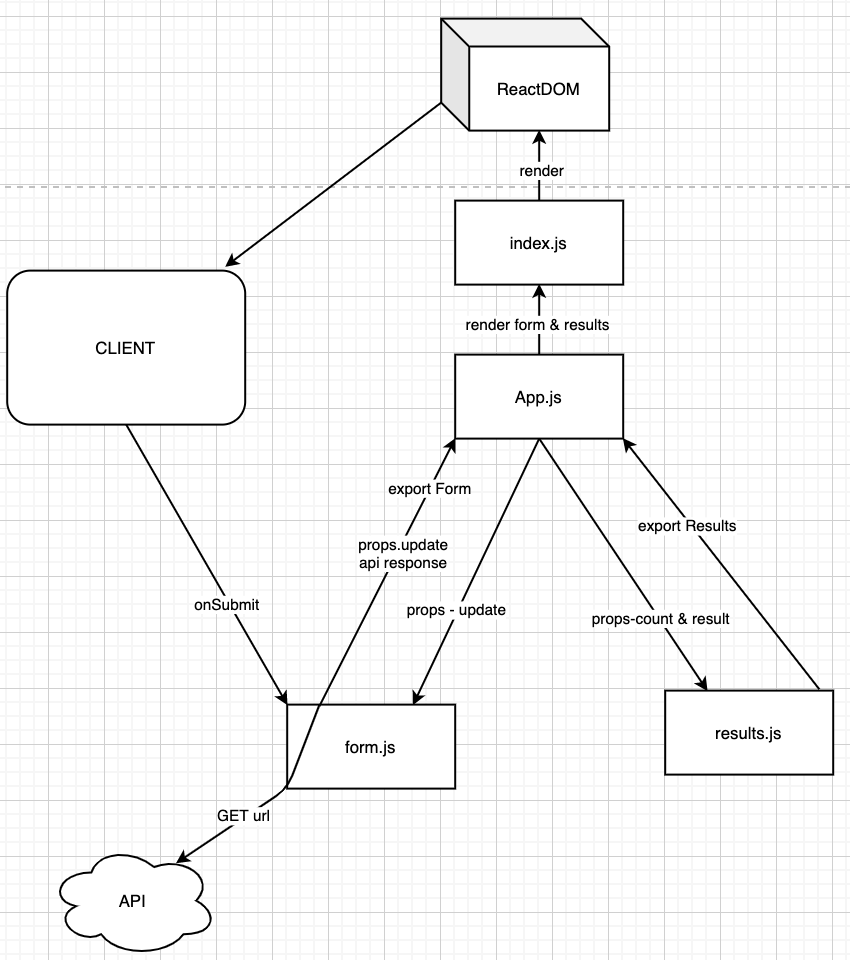 ReactDOM
render
index.js
render form & results
CLIENT
App.js
export Form
export Results
props.update
api response
onSubmit
props - update
props-count & result
form.js
results.js
GET url
API